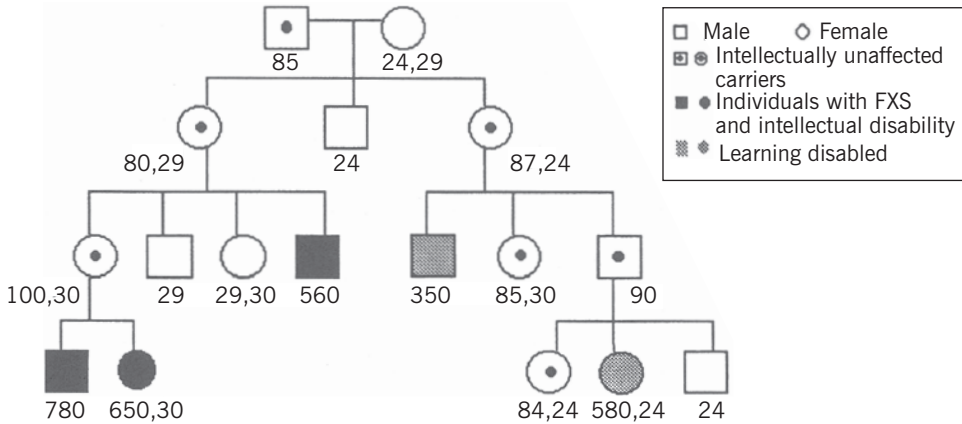 85
24,29
80,29
24
87,24
100,30
29
29,30
560
350
85,30
90
780
650,30
84,24
580,24
24
Male
Female
Intellectually unaffected
carriers
Individuals with FXS
and intellectual disability
Learning disabled